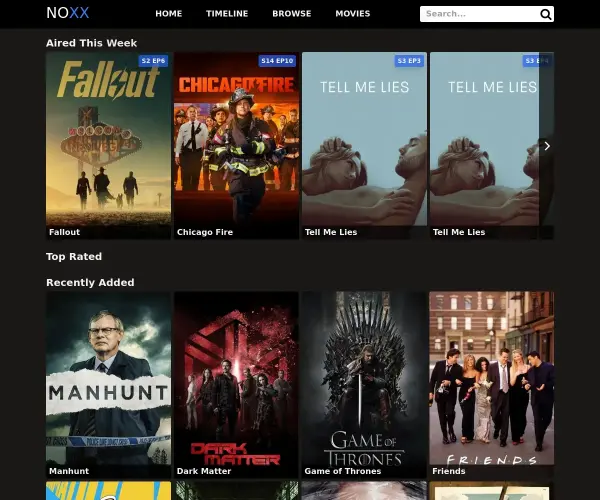 NOXX HOME TIMELINE BROWSE MOVIES Search...
Aired This Week
S2 EP6 S14 EP10 S3 EP3 S3 EP4
Fallout CHICAGO FIRE TELL ME LIES TELL ME LIES
Fallout Chicago Fire Tell Me Lies Tell Me Lies
Top Rated
Recently Added
MANHUNT
DARK MATTER
GAME OF THRONES
FRIENDS
Manhunt Dark Matter Game of Thrones Friends